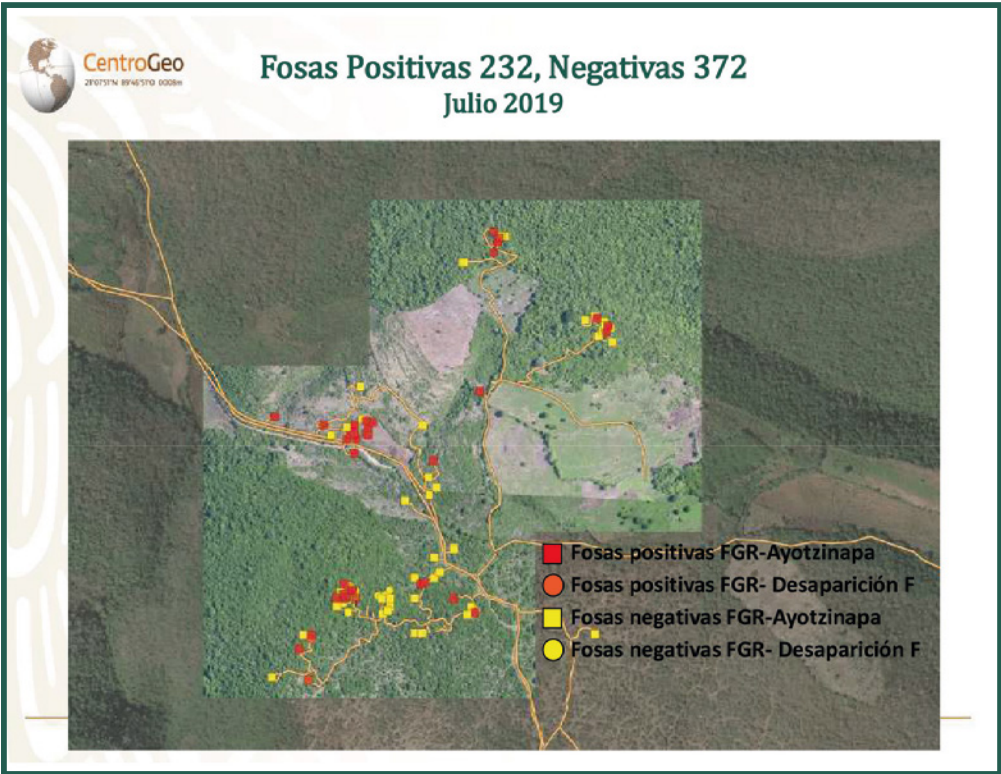 CentroGeo
Fosas Positivas 232, Negativas 372
Julio 2019
Fosas positivas FGR-Ayotzinapa
Fosas positivas FGR- Desaparición F
Fosas negativas FGR-Ayotzinapa
Fosas negativas FGR- Desaparición F